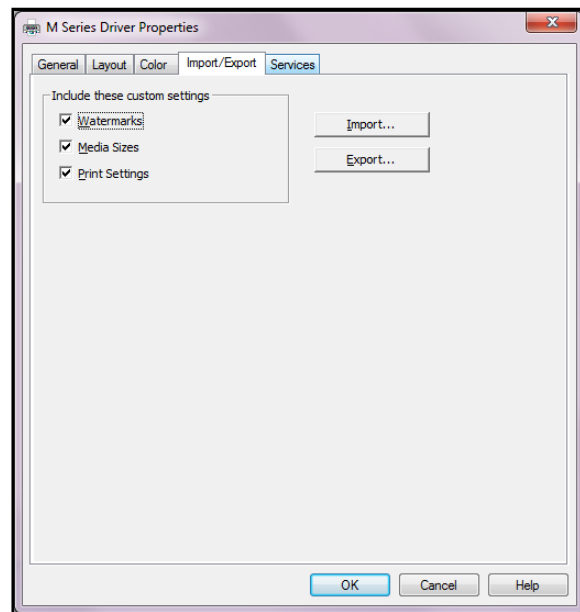 M Series Driver Properties
General Layout Color Import/Export Services
Include these custom settings
Watermarks
Import...
Media Sizes
Export...
Print Settings
OK Cancel Help